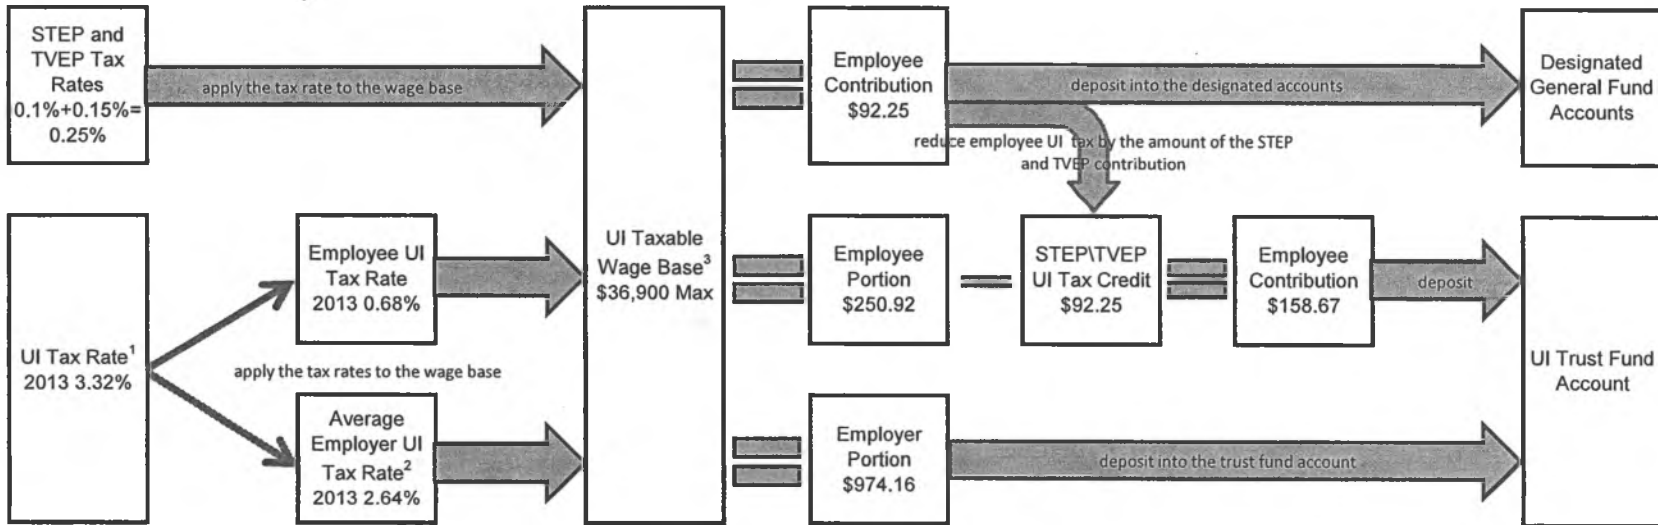 STEP and
TVEP Tax
Rates
0.1%+0.15%=
0.25%
apply the tax rate to the wage base
Employee
Contribution
$92.25
deposit into the designated accounts
Designated
General Fund
Accounts
reduce employee UI tax by the amount of the STEP
and TVEP contribution
UI Tax Rate¹
2013 3.32%
Employee UI
Tax Rate
2013 0.68%
apply the tax rates to the wage base
Average
Employer UI
Tax Rate²
2013 2.64%
UI Taxable
Wage Base³
$36,900 Max
Employee
Portion
$250.92
STEP\TVEP
UI Tax Credit
$92.25
Employee
Contribution
$158.67
deposit
Employer
Portion
$974.16
deposit into the trust fund account
UI Trust Fund
Account